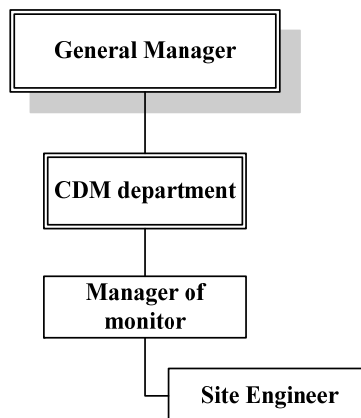 General Manager
CDM department
Manager of
monitor
Site Engineer